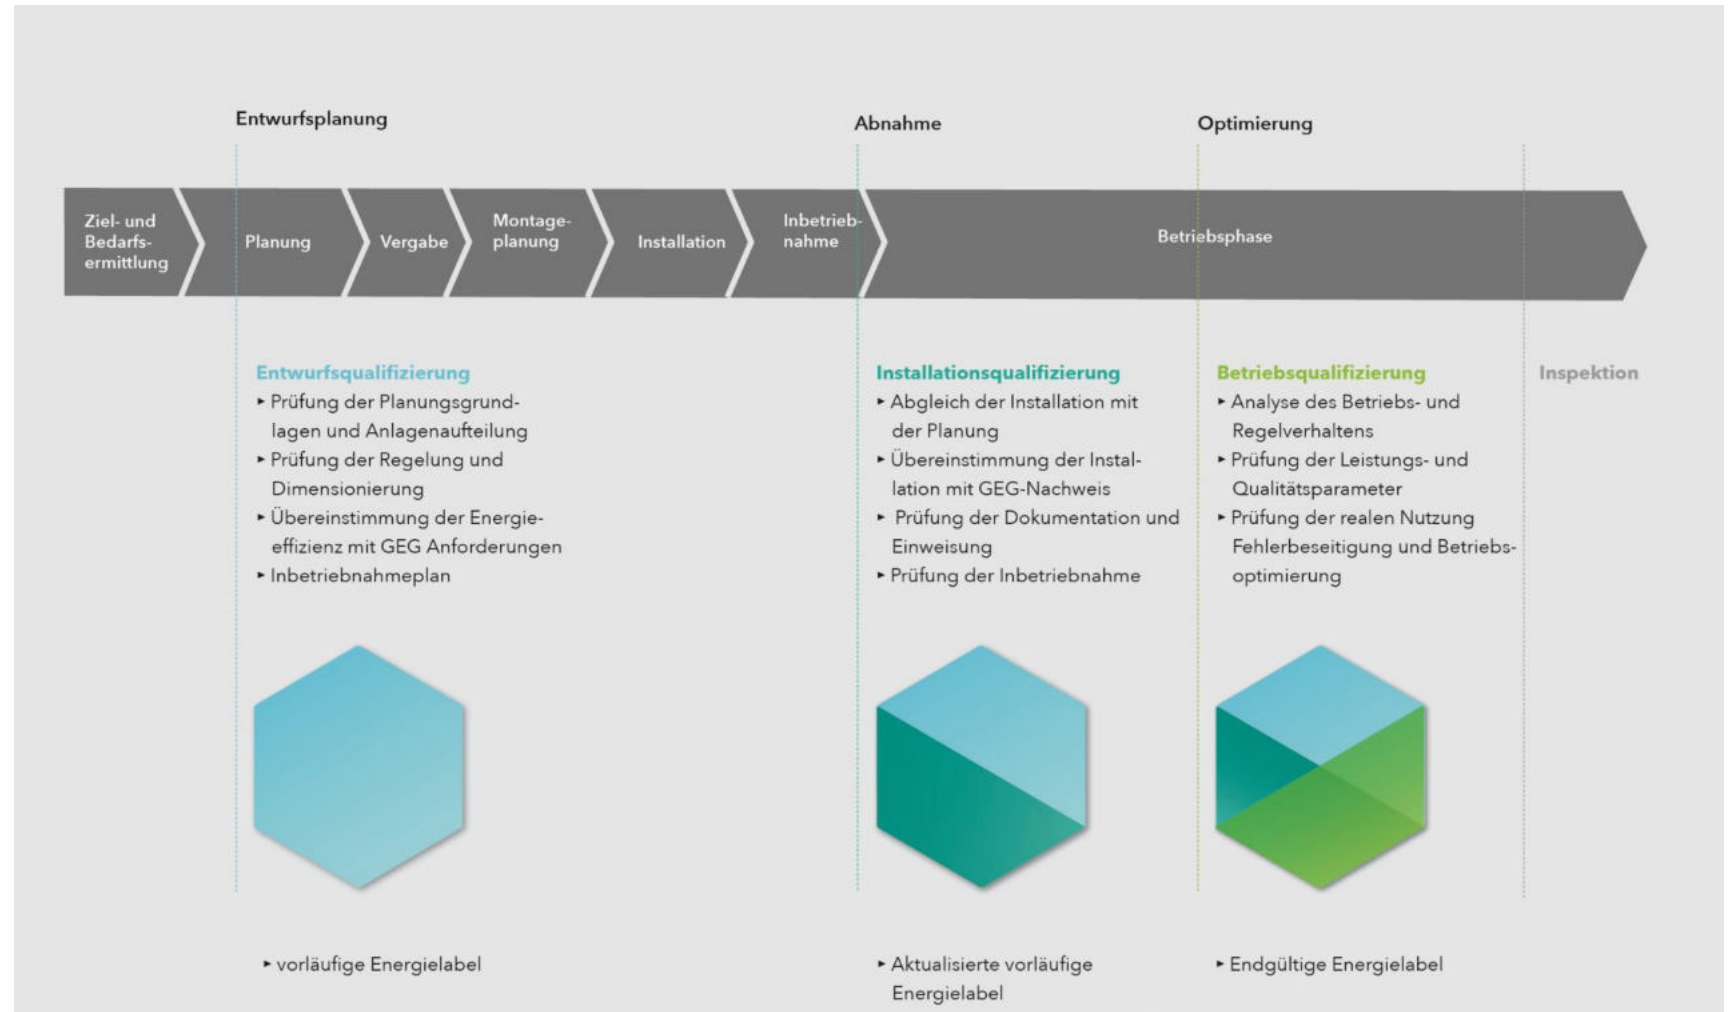 Entwurfsplanung
Abnahme
Optimierung
Ziel- und
Bedarfs-
ermittlung
Planung
Vergabe
Montage-
planung
Installation
Inbetrieb-
nahme
Betriebsphase
Entwurfsqualifizierung
▸ Prüfung der Planungsgrund-
lagen und Anlagenaufteilung
▸ Prüfung der Regelung und
Dimensionierung
▸ Übereinstimmung der Energie-
effizienz mit GEG Anforderungen
▸ Inbetriebnahmeplan
Installationsqualifizierung
▸ Abgleich der Installation mit
der Planung
▸ Übereinstimmung der Instal-
lation mit GEG-Nachweis
▸ Prüfung der Dokumentation und
Einweisung
▸ Prüfung der Inbetriebnahme
Betriebsqualifizierung
▸ Analyse des Betriebs- und
Regelverhaltens
▸ Prüfung der Leistungs- und
Qualitätsparameter
▸ Prüfung der realen Nutzung
Fehlerbeseitigung und Betriebs-
optimierung
Inspektion
▸ vorläufige Energielabel
▸ Aktualisierte vorläufige
Energielabel
▸ Endgültige Energielabel